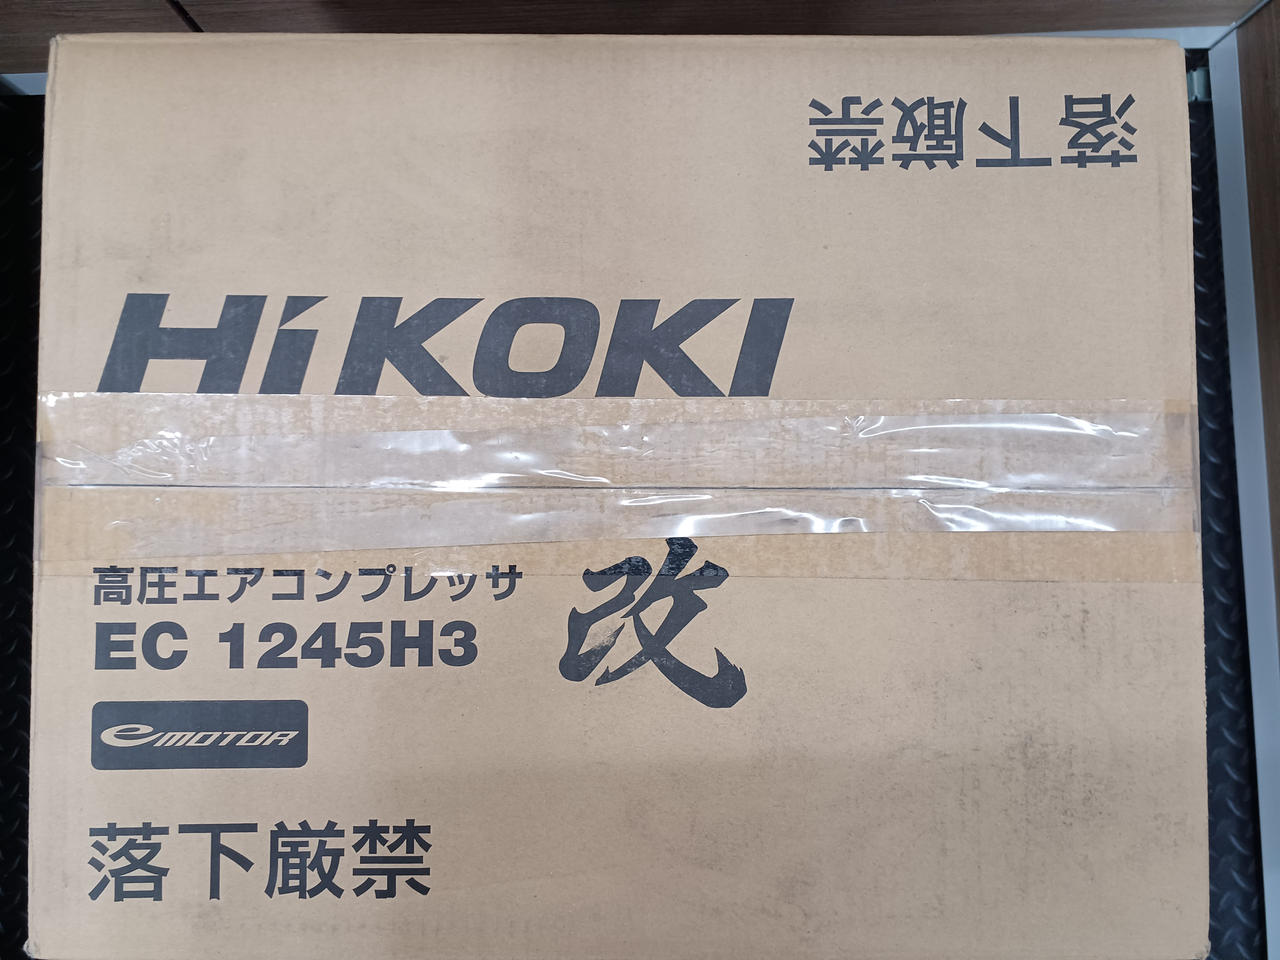 落下厳禁
HiKOKI
高圧エアコンプレッサ
EC 1245H3
改
e MOTOR
落下厳禁